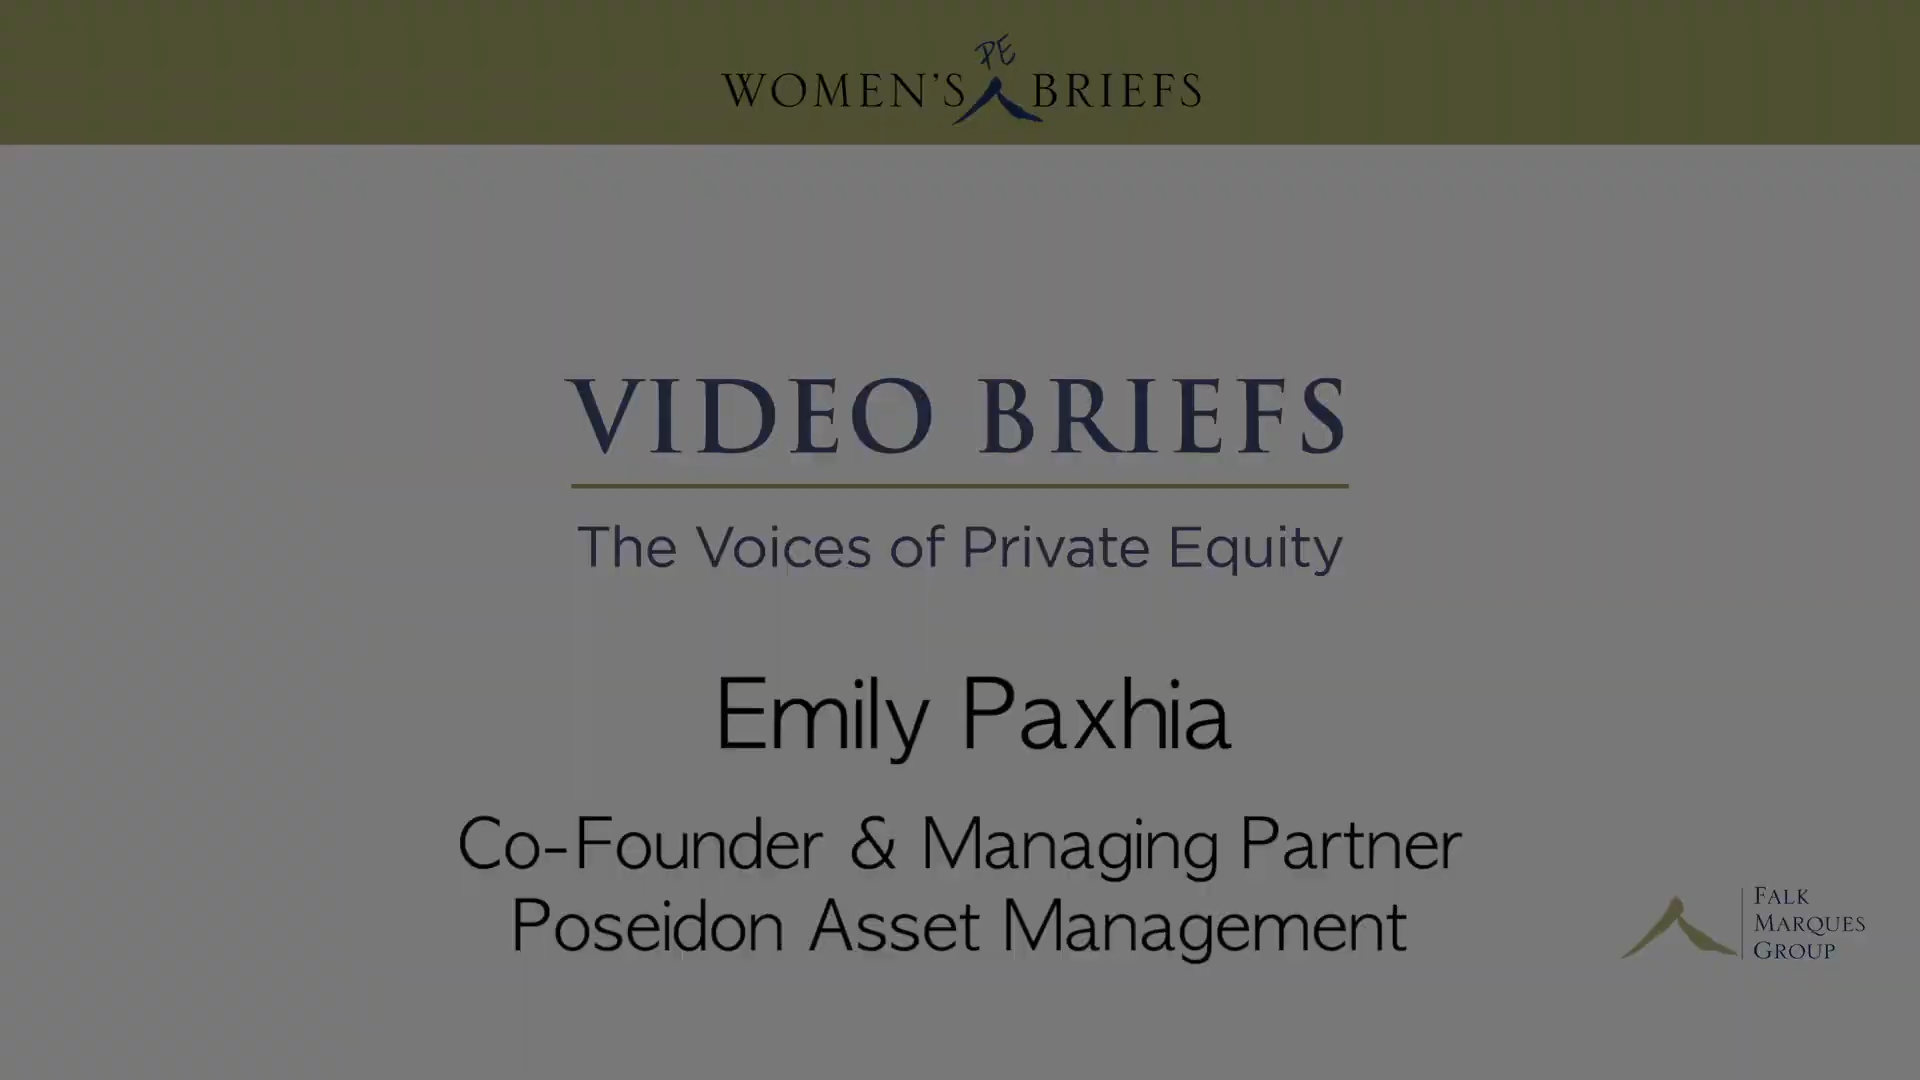 PE
WOMEN'S BRIEFS
VIDEO BRIEFS
The Voices of Private Equity
Emily Paxhia
Co-Founder & Managing Partner
Poseidon Asset Management
FALK
MARQUES
GROUP